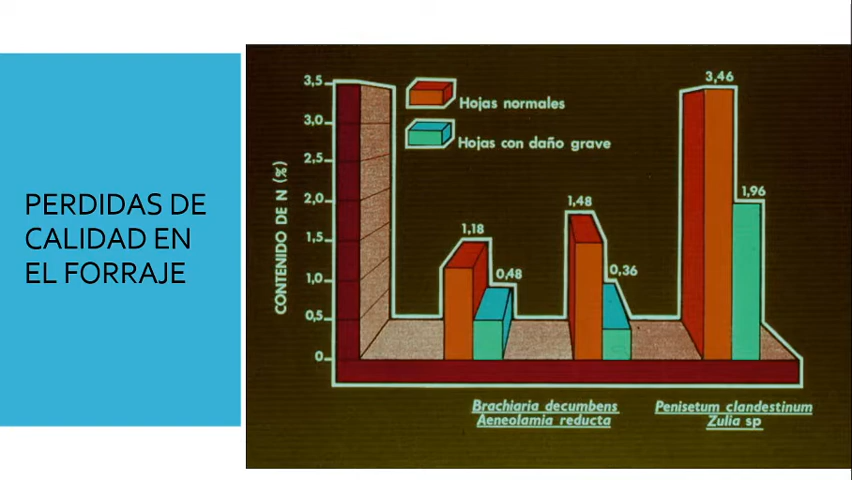 PERDIDAS DE
CALIDAD EN
EL FORRAJE
CONTENIDO DE N (%)
3,5
3,0
2,5
2,0
1,5
1,0
0,5
0
Hojas normales
Hojas con daño grave
1,18
0,48
1,48
0,36
3,46
1,96
Brachiaria decumbens
Aeneolamia reducta
Penisetum clandestinum
Zulia sp